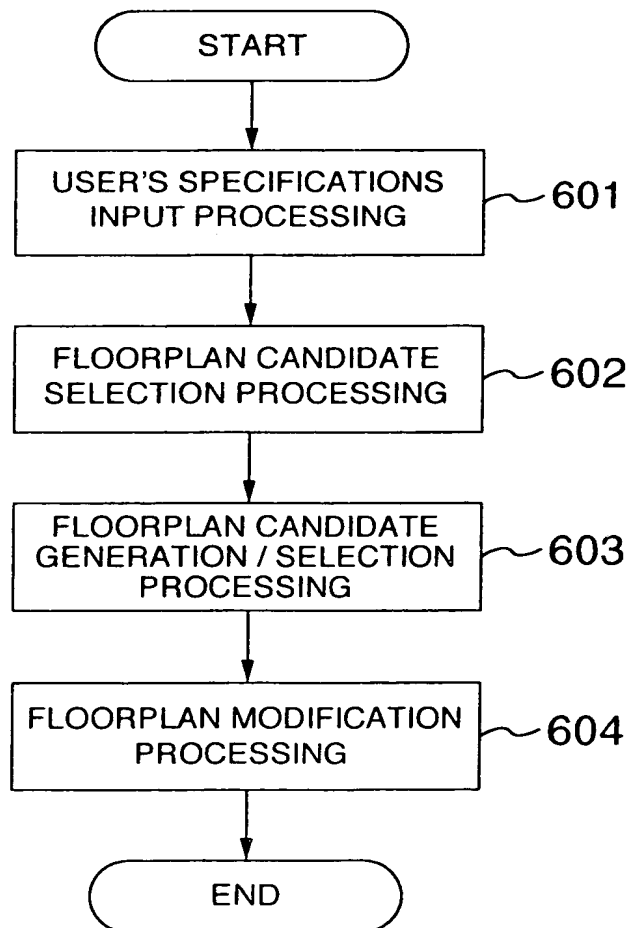 START
USER'S SPECIFICATIONS
INPUT PROCESSING
601
FLOORPLAN CANDIDATE
SELECTION PROCESSING
602
FLOORPLAN CANDIDATE
GENERATION / SELECTION
PROCESSING
603
FLOORPLAN MODIFICATION
PROCESSING
604
END